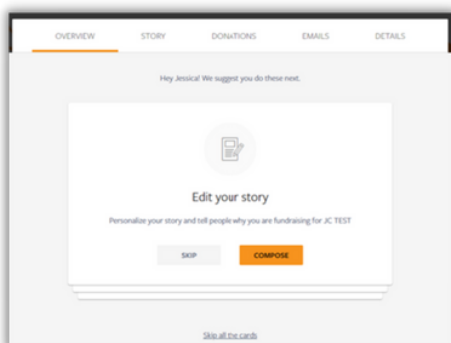 OVERVIEW STORY DONATIONS EMAILS DETAILS
Hey Jessica! We suggest you do these next.
Edit your story
Personalize your story and tell people why you are fundraising for JC TEST
SKIP COMPOSE
Skip all the cards